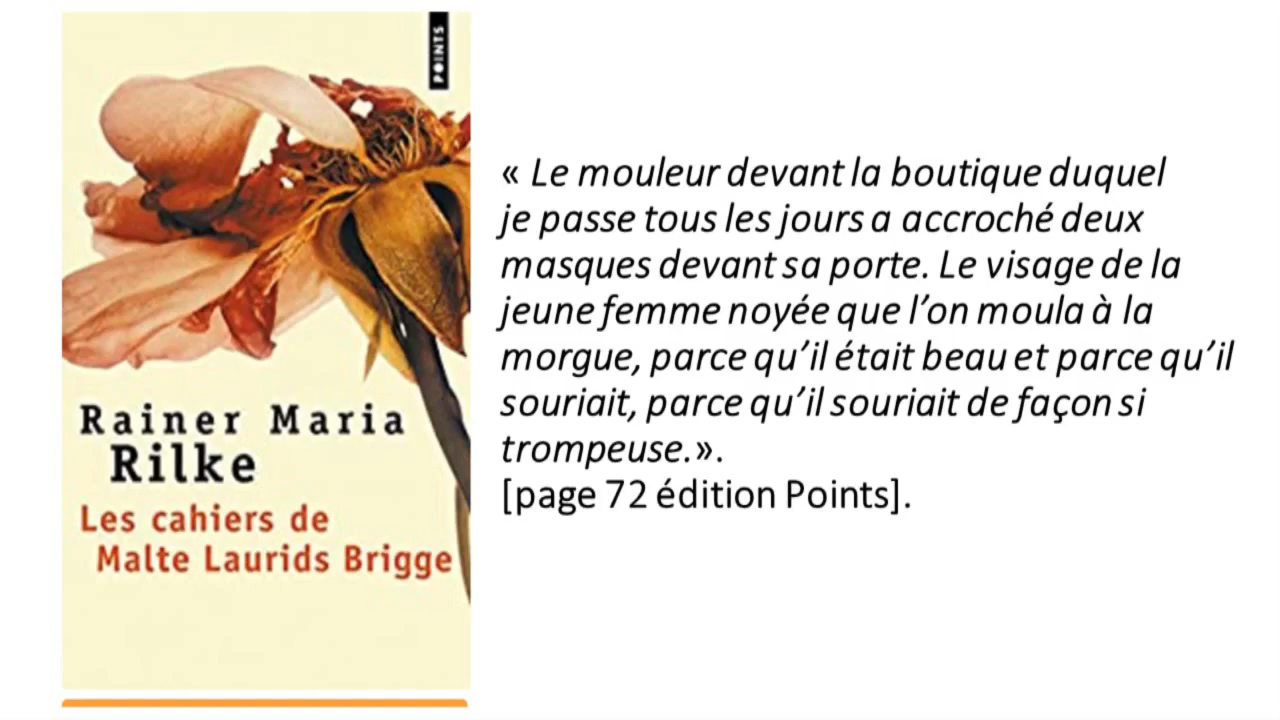 POINTS
Rainer Maria
Rilke
Les cahiers de
Malte Laurids Brigge
« Le mouleur devant la boutique duquel
je passe tous les jours a accroché deux
masques devant sa porte. Le visage de la
jeune femme noyée que l’on moula à la
morgue, parce qu’il était beau et parce qu’il
souriait, parce qu’il souriait de façon si
trompeuse.».
[page 72 édition Points].